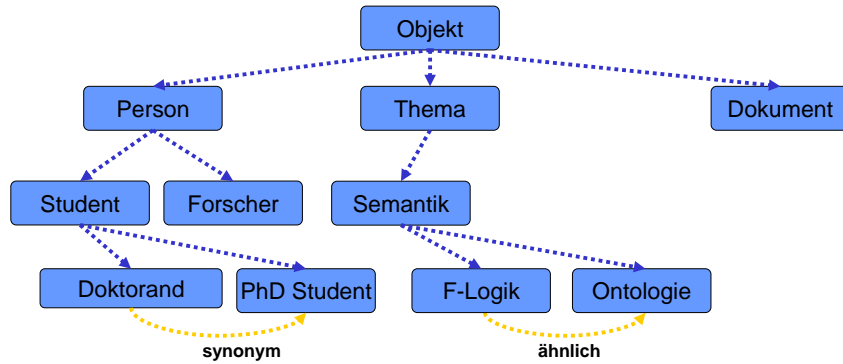 Objekt
Person
Thema
Dokument
Student
Forscher
Semantik
Doktorand
PhD Student
F-Logik
Ontologie
synonym
ähnlich